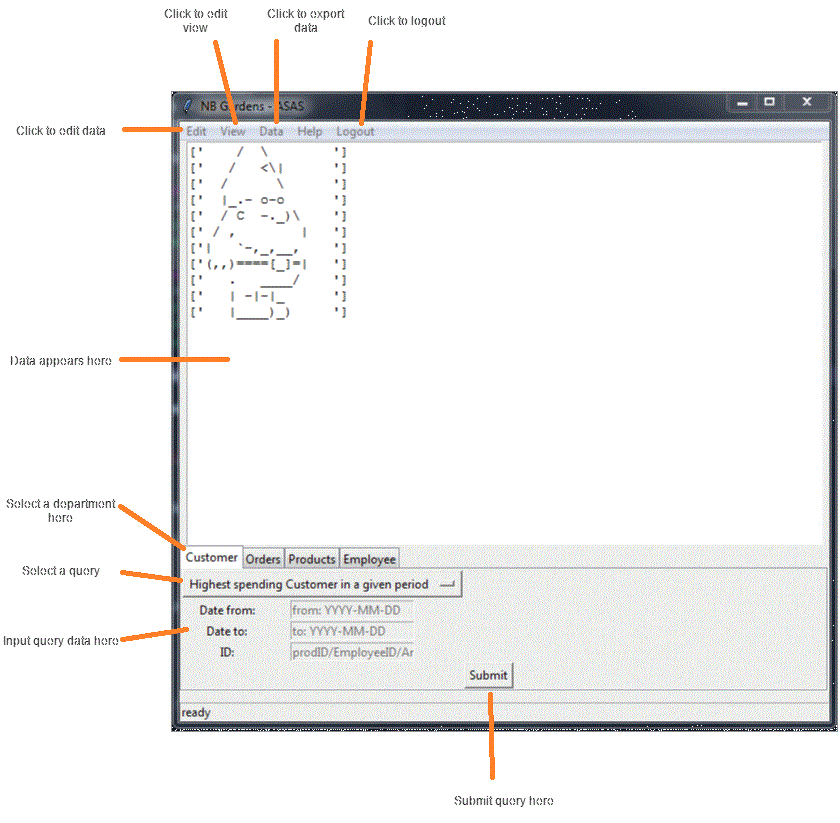 Click to edit
view
Click to export
data
Click to logout
NB Gardens - ASAS
Click to edit data
Edit View Data Help Logout
['    /  \        ']
['   /   <\|      ']
['  /      \      ']
['  |_.- o-o      ']
['  / C  -._)\    ']
[' / ,        |   ']
['|   `-,_,__,    ']
['(,,)====[_]=|   ']
['   .   ____/    ']
['   | -|-|_      ']
['   |____)_)     ']
Data appears here
Select a department
here
Customer Orders Products Employee
Select a query
Highest spending Customer in a given period
Date from: from: YYYY-MM-DD
Input query data here
Date to: to: YYYY-MM-DD
ID: prodID/EmployeeID/Ar
Submit
ready
Submit query here